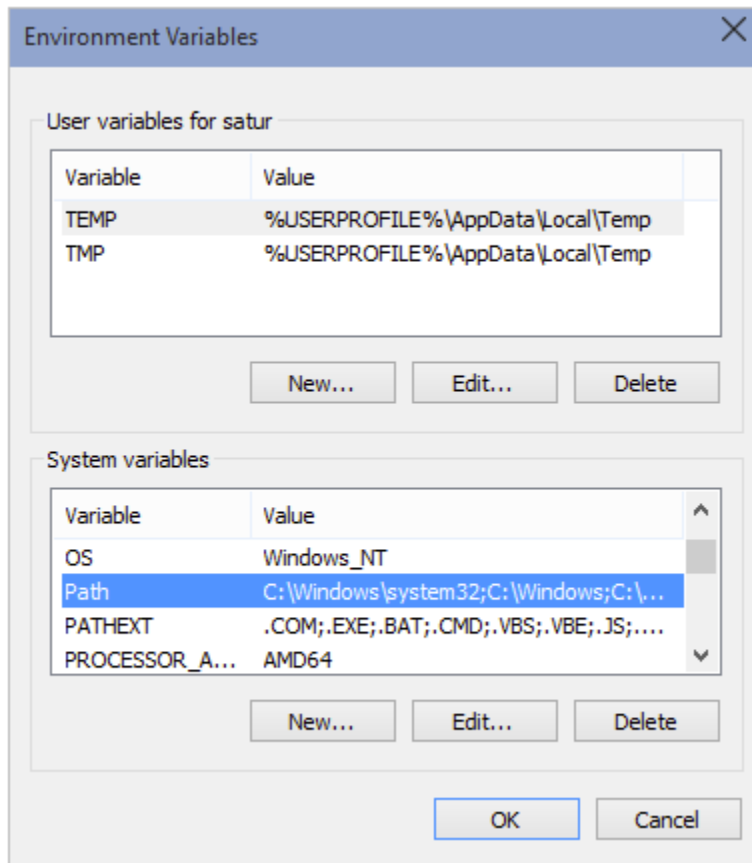 Environment Variables
User variables for satur
Variable Value
TEMP %USERPROFILE%\AppData\Local\Temp
TMP %USERPROFILE%\AppData\Local\Temp
New... Edit... Delete
System variables
Variable Value
OS Windows_NT
Path C:\Windows\system32;C:\Windows;C:\...
PATHEXT .COM;.EXE;.BAT;.CMD;.VBS;.VBE;.JS;....
PROCESSOR_A... AMD64
New... Edit... Delete
OK Cancel